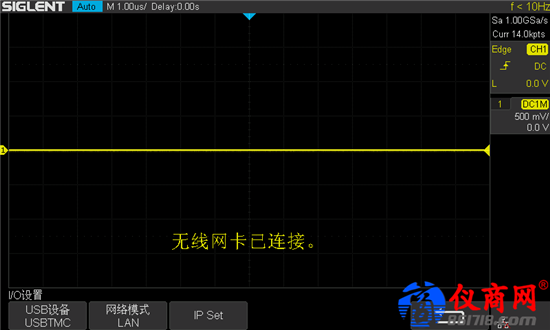 SIGLENT Auto M 1.00us/ Delay:0.00s f < 10Hz
Sa 1.00GSa/s
Curr 14.0kpts
Edge CH1
DC
L 0.0 V
1 DC1M
500 mV/
0.0 V
1
无线网卡已连接。
I/O设置
USB设备
USBTMC
网络模式
LAN
IP Set
仪商网®
861718.com